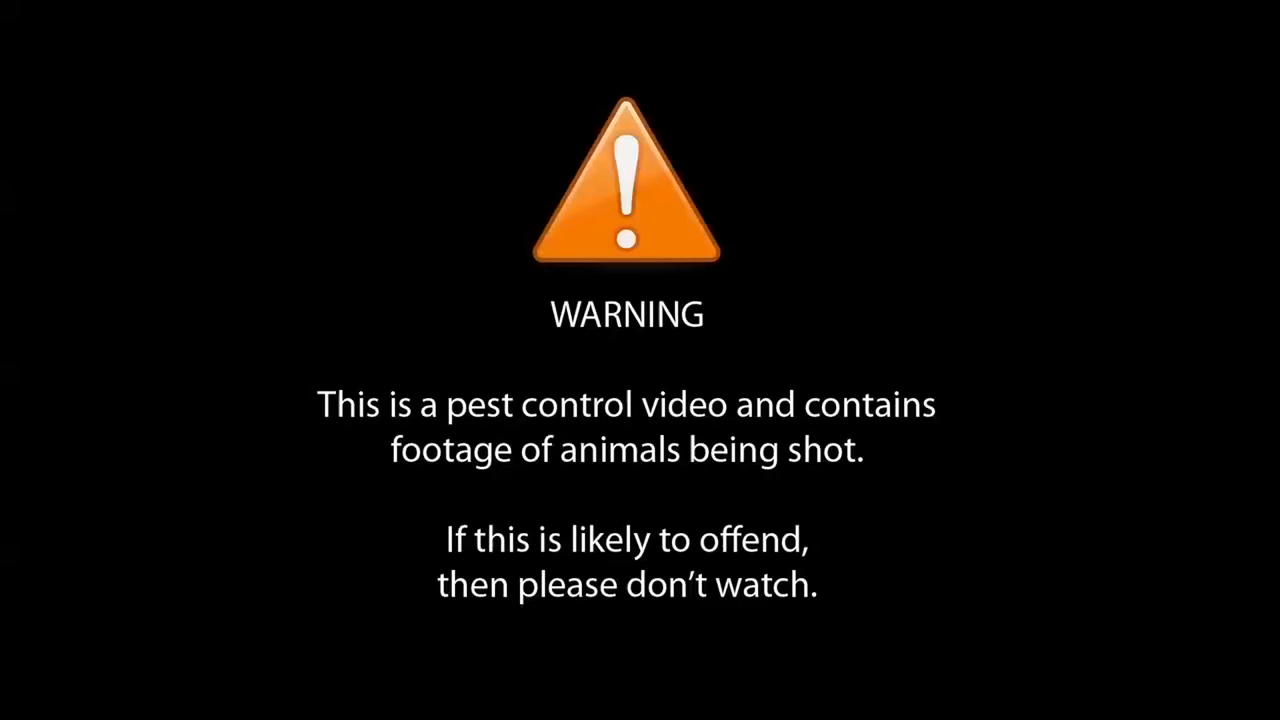 WARNING
This is a pest control video and contains
footage of animals being shot.
If this is likely to offend,
then please don’t watch.